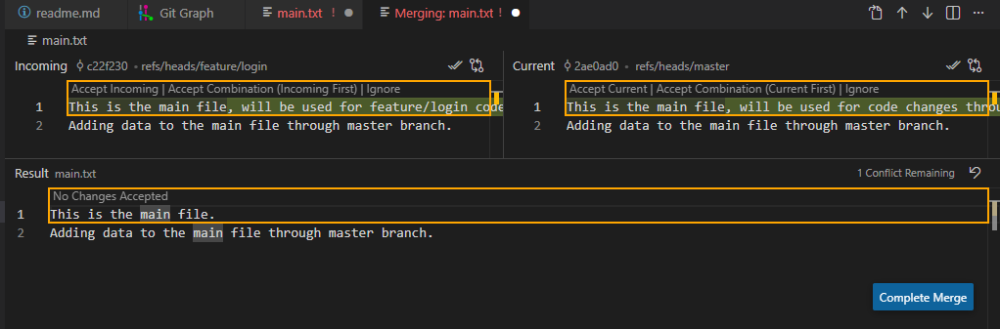 readme.md Git Graph main.txt ! Merging: main.txt !
main.txt
Incoming c22f230 · refs/heads/feature/login
Accept Incoming | Accept Combination (Incoming First) | Ignore
1 This is the main file, will be used for feature/login code
2 Adding data to the main file through master branch.
Current 2ae0ad0 · refs/heads/master
Accept Current | Accept Combination (Current First) | Ignore
1 This is the main file, will be used for code changes throu
2 Adding data to the main file through master branch.
Result main.txt 1 Conflict Remaining
No Changes Accepted
1 This is the main file.
2 Adding data to the main file through master branch.
Complete Merge